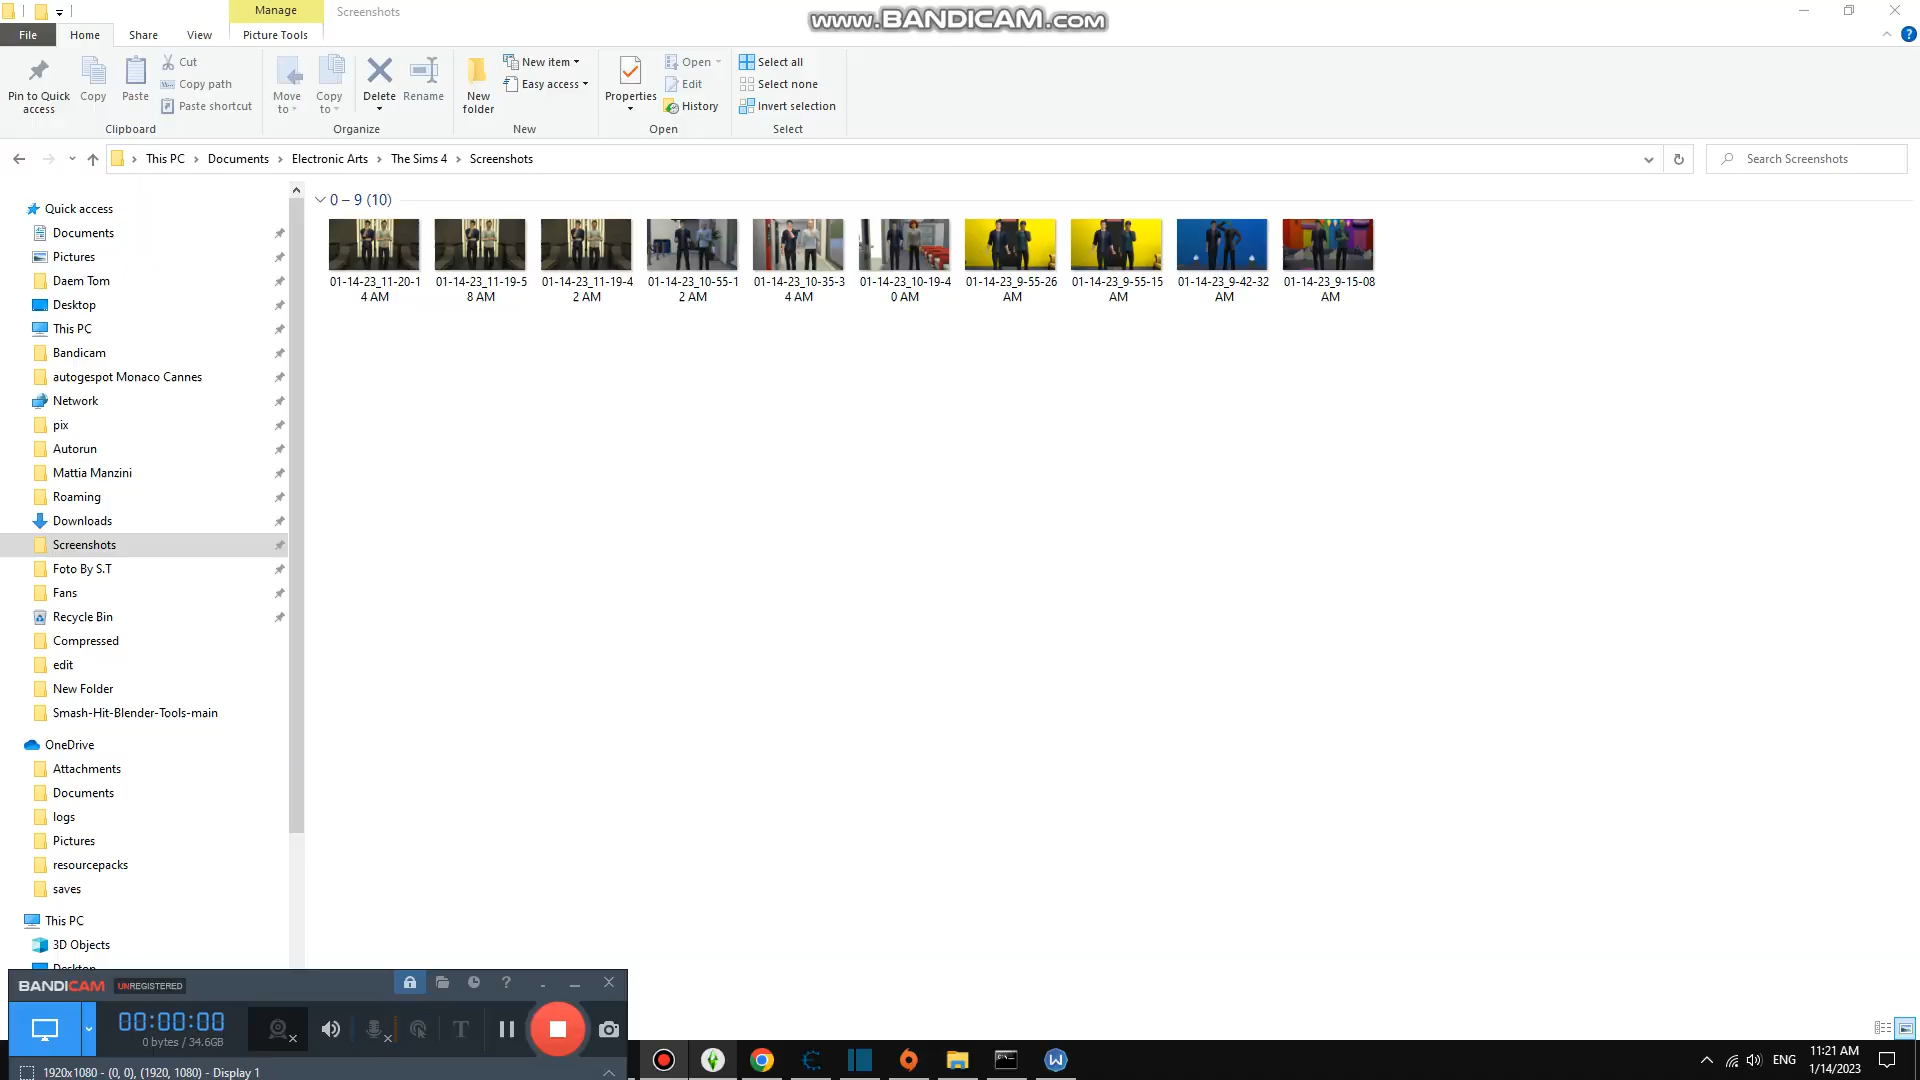 Manage
Screenshots
www.BANDICAM.com
File
Home
Share
View
Picture Tools
Pin to Quick access
Copy
Paste
Cut
Copy path
Paste shortcut
Clipboard
Move to
Copy to
Delete
Rename
Organize
New folder
New item
Easy access
New
Properties
Open
Edit
History
Open
Select all
Select none
Invert selection
Select
This PC > Documents > Electronic Arts > The Sims 4 > Screenshots
Search Screenshots
Quick access
Documents
Pictures
Daem Tom
Desktop
This PC
Bandicam
autogespot Monaco Cannes
Network
pix
Autorun
Mattia Manzini
Roaming
Downloads
Screenshots
Foto By S.T
Fans
Recycle Bin
Compressed
edit
New Folder
Smash-Hit-Blender-Tools-main
OneDrive
Attachments
Documents
logs
Pictures
resourcepacks
saves
This PC
3D Objects
Desktop
0 – 9 (10)
01-14-23_11-20-1
4 AM
01-14-23_11-19-5
8 AM
01-14-23_11-19-4
2 AM
01-14-23_10-55-1
2 AM
01-14-23_10-35-3
4 AM
01-14-23_10-19-4
0 AM
01-14-23_9-55-26
AM
01-14-23_9-55-15
AM
01-14-23_9-42-32
AM
01-14-23_9-15-08
AM
BANDICAM UNREGISTERED
00:00:00
0 bytes / 34.6GB
1920x1080 - (0, 0), (1920, 1080) - Display 1
ENG
11:21 AM
1/14/2023